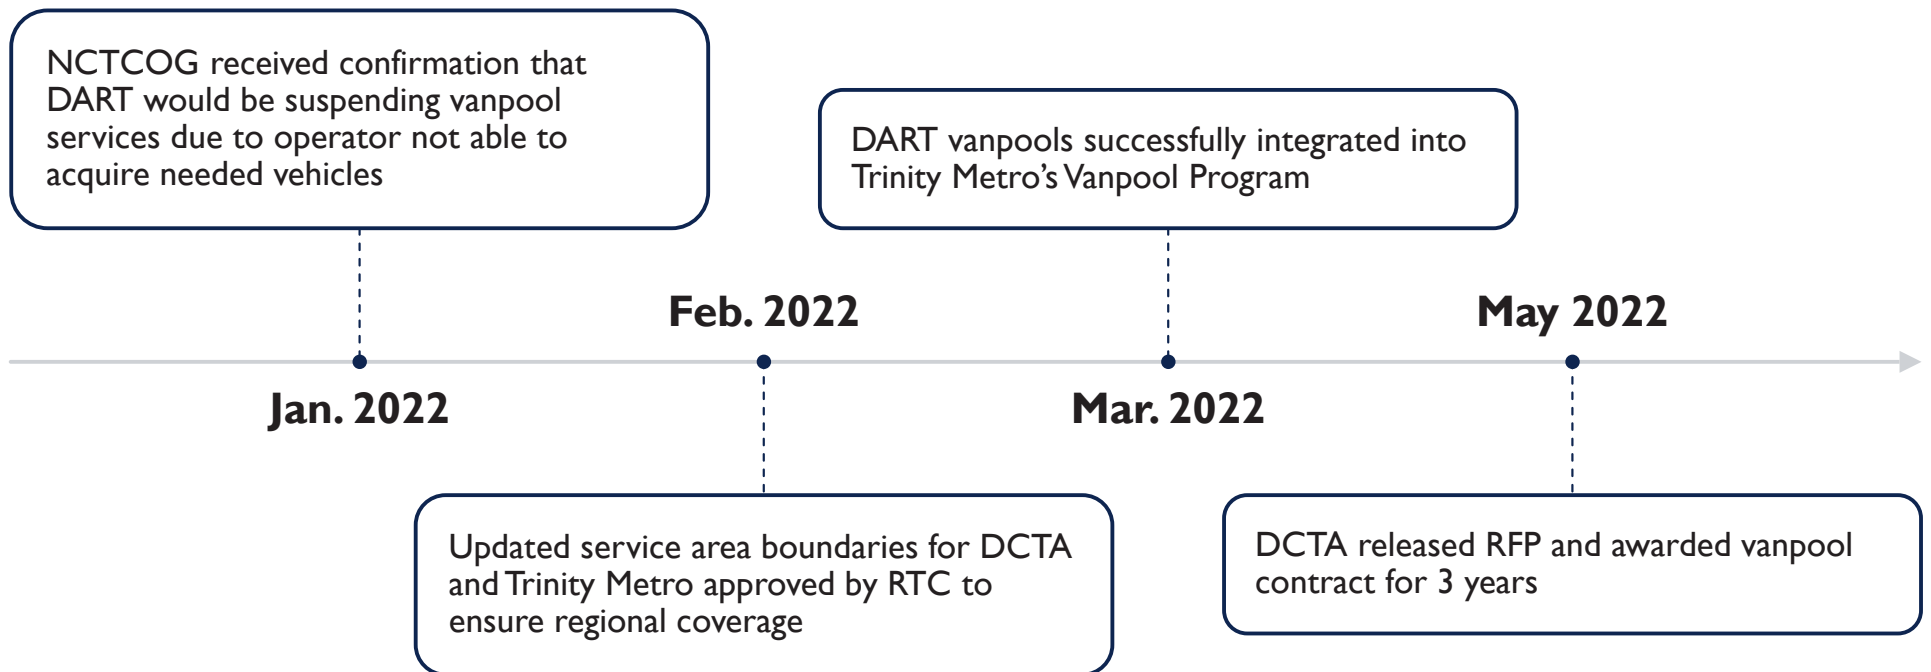 NCTCOG received confirmation that
DART would be suspending vanpool
services due to operator not able to
acquire needed vehicles
DART vanpools successfully integrated into
Trinity Metro’s Vanpool Program
Feb. 2022
May 2022
Jan. 2022
Mar. 2022
Updated service area boundaries for DCTA
and Trinity Metro approved by RTC to
ensure regional coverage
DCTA released RFP and awarded vanpool
contract for 3 years